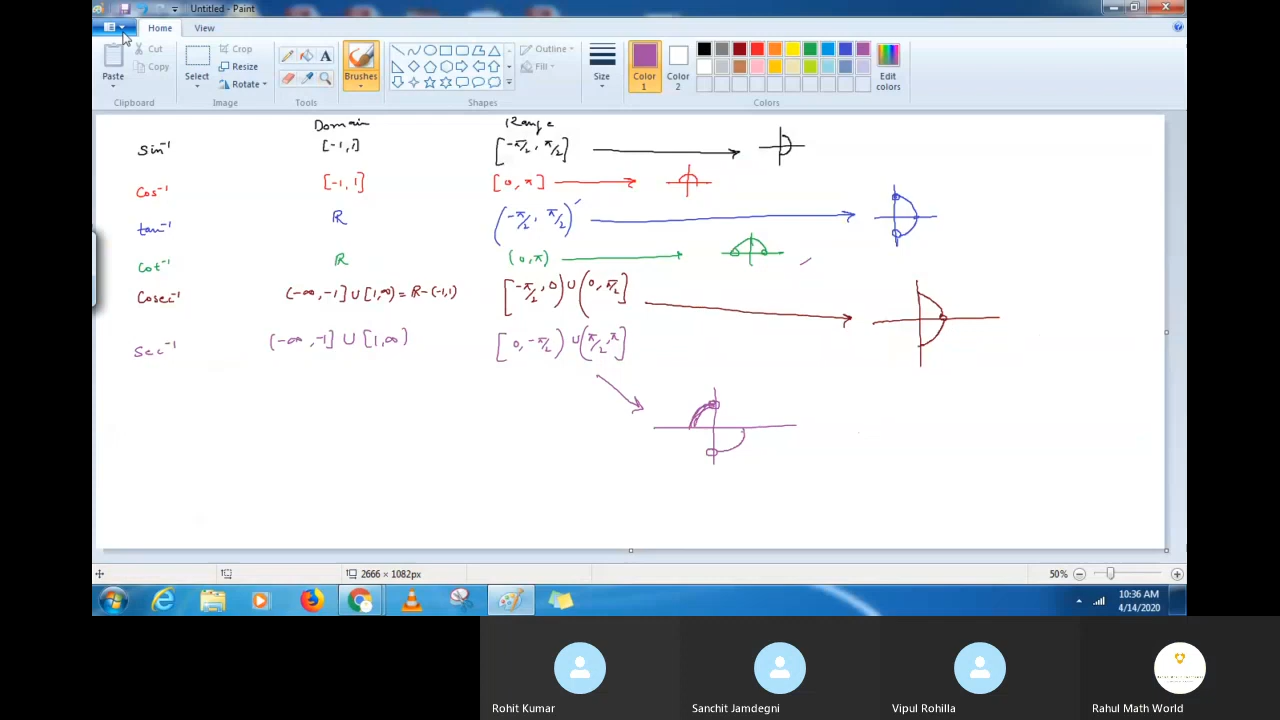 Untitled - Paint
Home View
Paste Cut Copy Select Crop Resize Rotate Brushes Outline Fill Size Color 1 Color 2 Edit colors
Clipboard Image Tools Shapes Colors
Domain Range
Sin⁻¹ [-1,1] [-π/2, π/2]
Cos⁻¹ [-1, 1] [0, π]
tan⁻¹ R (-π/2, π/2)
Cot⁻¹ R (0,π)
Cosec⁻¹ (-∞, -1] ∪ [1,∞) = R-(-1,1) [-π/2, 0) ∪ (0, π/2]
Sec⁻¹ (-∞, -1] ∪ [1,∞) [0, -π/2) ∪ (π/2, π]
2666 × 1082px 50%
10:36 AM
4/14/2020
Rohit Kumar Sanchit Jamdegni Vipul Rohilla Rahul Math World